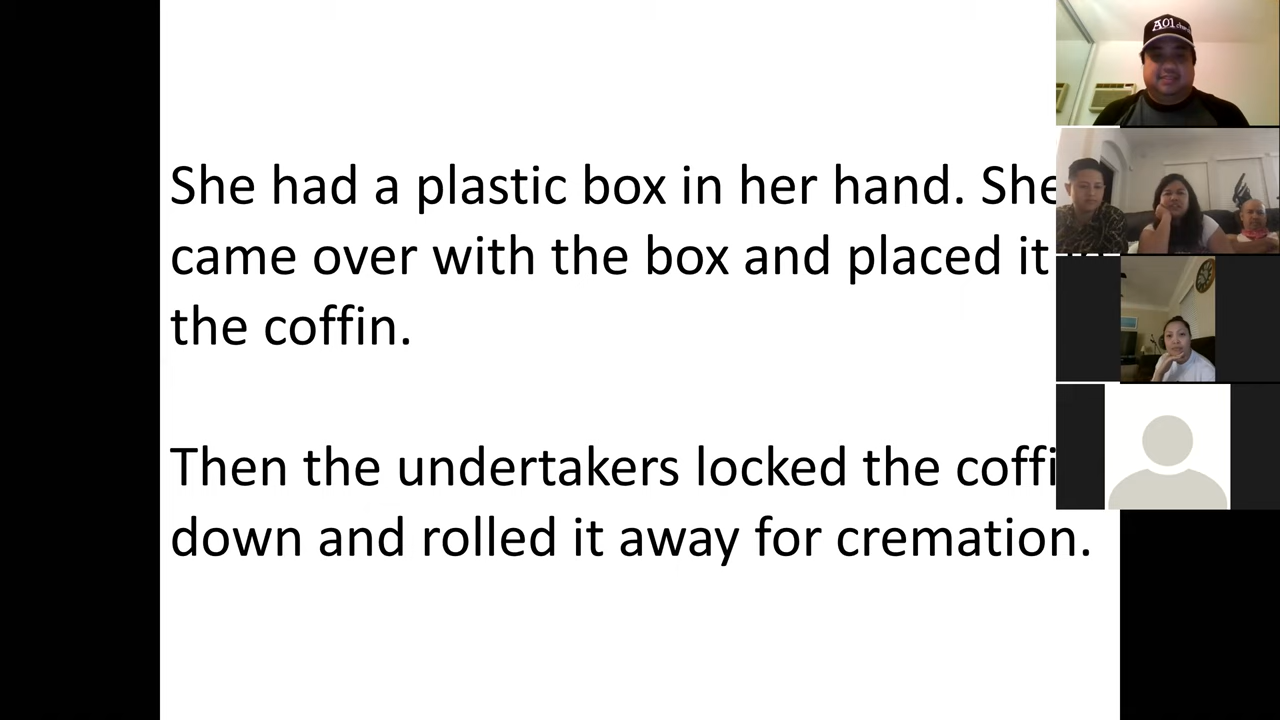 She had a plastic box in her hand. She
came over with the box and placed it
the coffin.
Then the undertakers locked the coffi
down and rolled it away for cremation.
A01